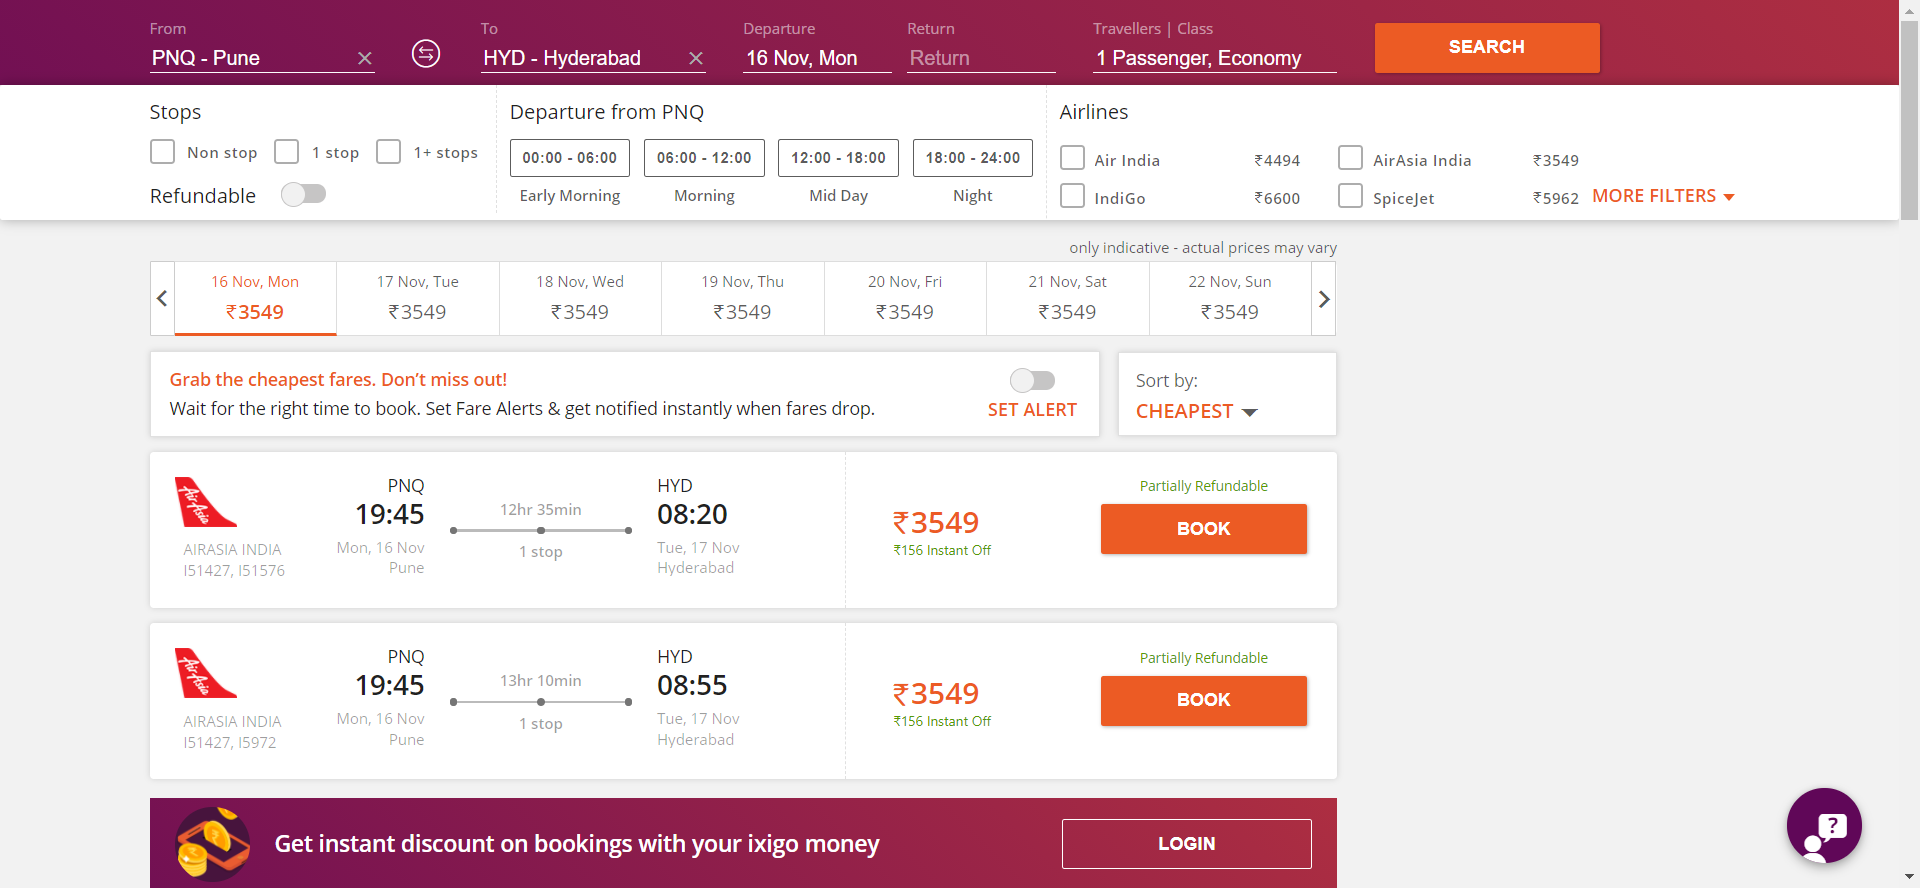 From
PNQ - Pune
To
HYD - Hyderabad
Departure
16 Nov, Mon
Return
Return
Travellers | Class
1 Passenger, Economy
SEARCH
Stops
Non stop
1 stop
1+ stops
Refundable
Departure from PNQ
00:00 - 06:00
Early Morning
06:00 - 12:00
Morning
12:00 - 18:00
Mid Day
18:00 - 24:00
Night
Airlines
Air India ₹4494
AirAsia India ₹3549
IndiGo ₹6600
SpiceJet ₹5962
MORE FILTERS
only indicative - actual prices may vary
16 Nov, Mon
₹3549
17 Nov, Tue
₹3549
18 Nov, Wed
₹3549
19 Nov, Thu
₹3549
20 Nov, Fri
₹3549
21 Nov, Sat
₹3549
22 Nov, Sun
₹3549
Grab the cheapest fares. Don’t miss out!
Wait for the right time to book. Set Fare Alerts & get notified instantly when fares drop.
SET ALERT
Sort by:
CHEAPEST
AirAsia
AIRASIA INDIA
I51427, I51576
PNQ
19:45
Mon, 16 Nov
Pune
12hr 35min
1 stop
HYD
08:20
Tue, 17 Nov
Hyderabad
₹3549
₹156 Instant Off
Partially Refundable
BOOK
AirAsia
AIRASIA INDIA
I51427, I5972
PNQ
19:45
Mon, 16 Nov
Pune
13hr 10min
1 stop
HYD
08:55
Tue, 17 Nov
Hyderabad
₹3549
₹156 Instant Off
Partially Refundable
BOOK
Get instant discount on bookings with your ixigo money
LOGIN
?